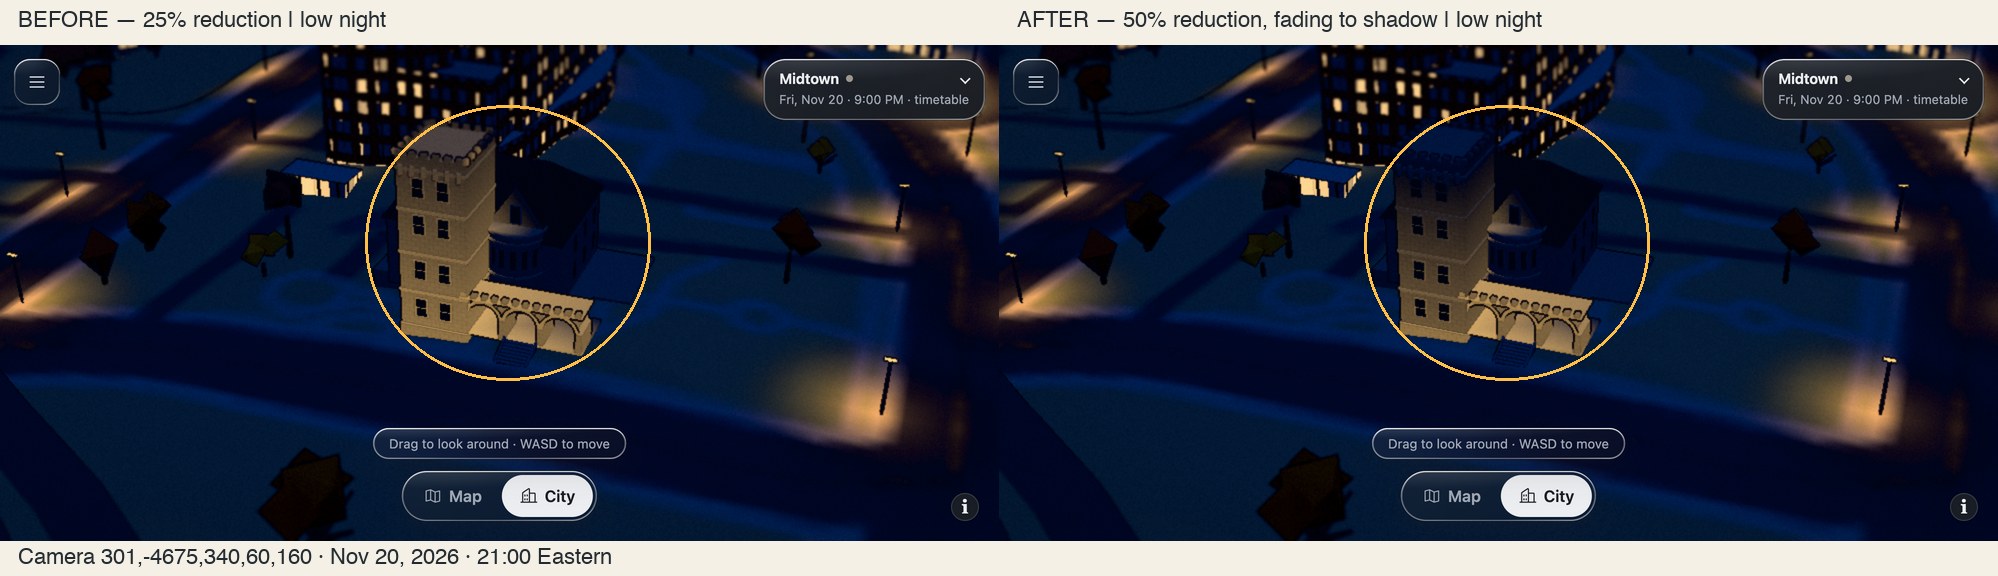 BEFORE — 25% reduction | low night
AFTER — 50% reduction, fading to shadow | low night
Midtown
Fri, Nov 20 · 9:00 PM · timetable
Midtown
Fri, Nov 20 · 9:00 PM · timetable
Drag to look around · WASD to move
Drag to look around · WASD to move
Map
City
i
Map
City
i
Camera 301,-4675,340,60,160 · Nov 20, 2026 · 21:00 Eastern